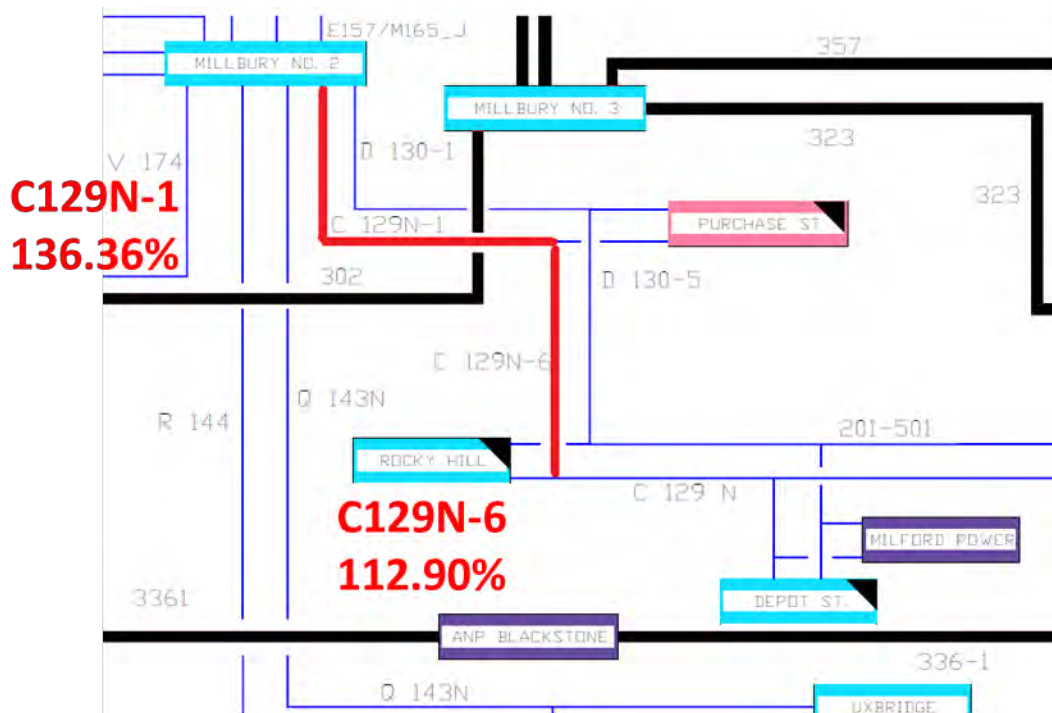 E157/M165_J
MILLBURY NO. 2
357
MILLBURY NO. 3
V 174
D 130-1
323
C129N-1
136.36%
323
C 129N-1
PURCHASE ST
302
D 130-5
C 129N-6
Q 143N
R 144
201-501
ROCKY HILL
C 129 N
C129N-6
112.90%
MILFORD POWER
3361
DEPOT ST.
ANP BLACKSTONE
336-1
Q 143N
UXBRIDGE